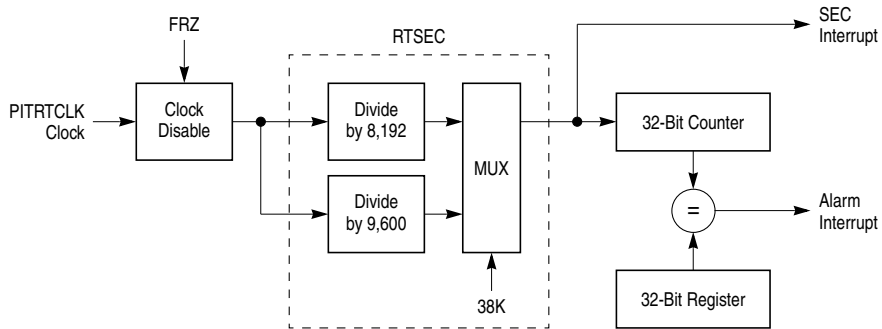 FRZ
RTSEC
SEC
Interrupt
PITRTCLK
Clock
Clock
Disable
Divide
by 8,192
MUX
32-Bit Counter
Divide
by 9,600
=
Alarm
Interrupt
38K
32-Bit Register